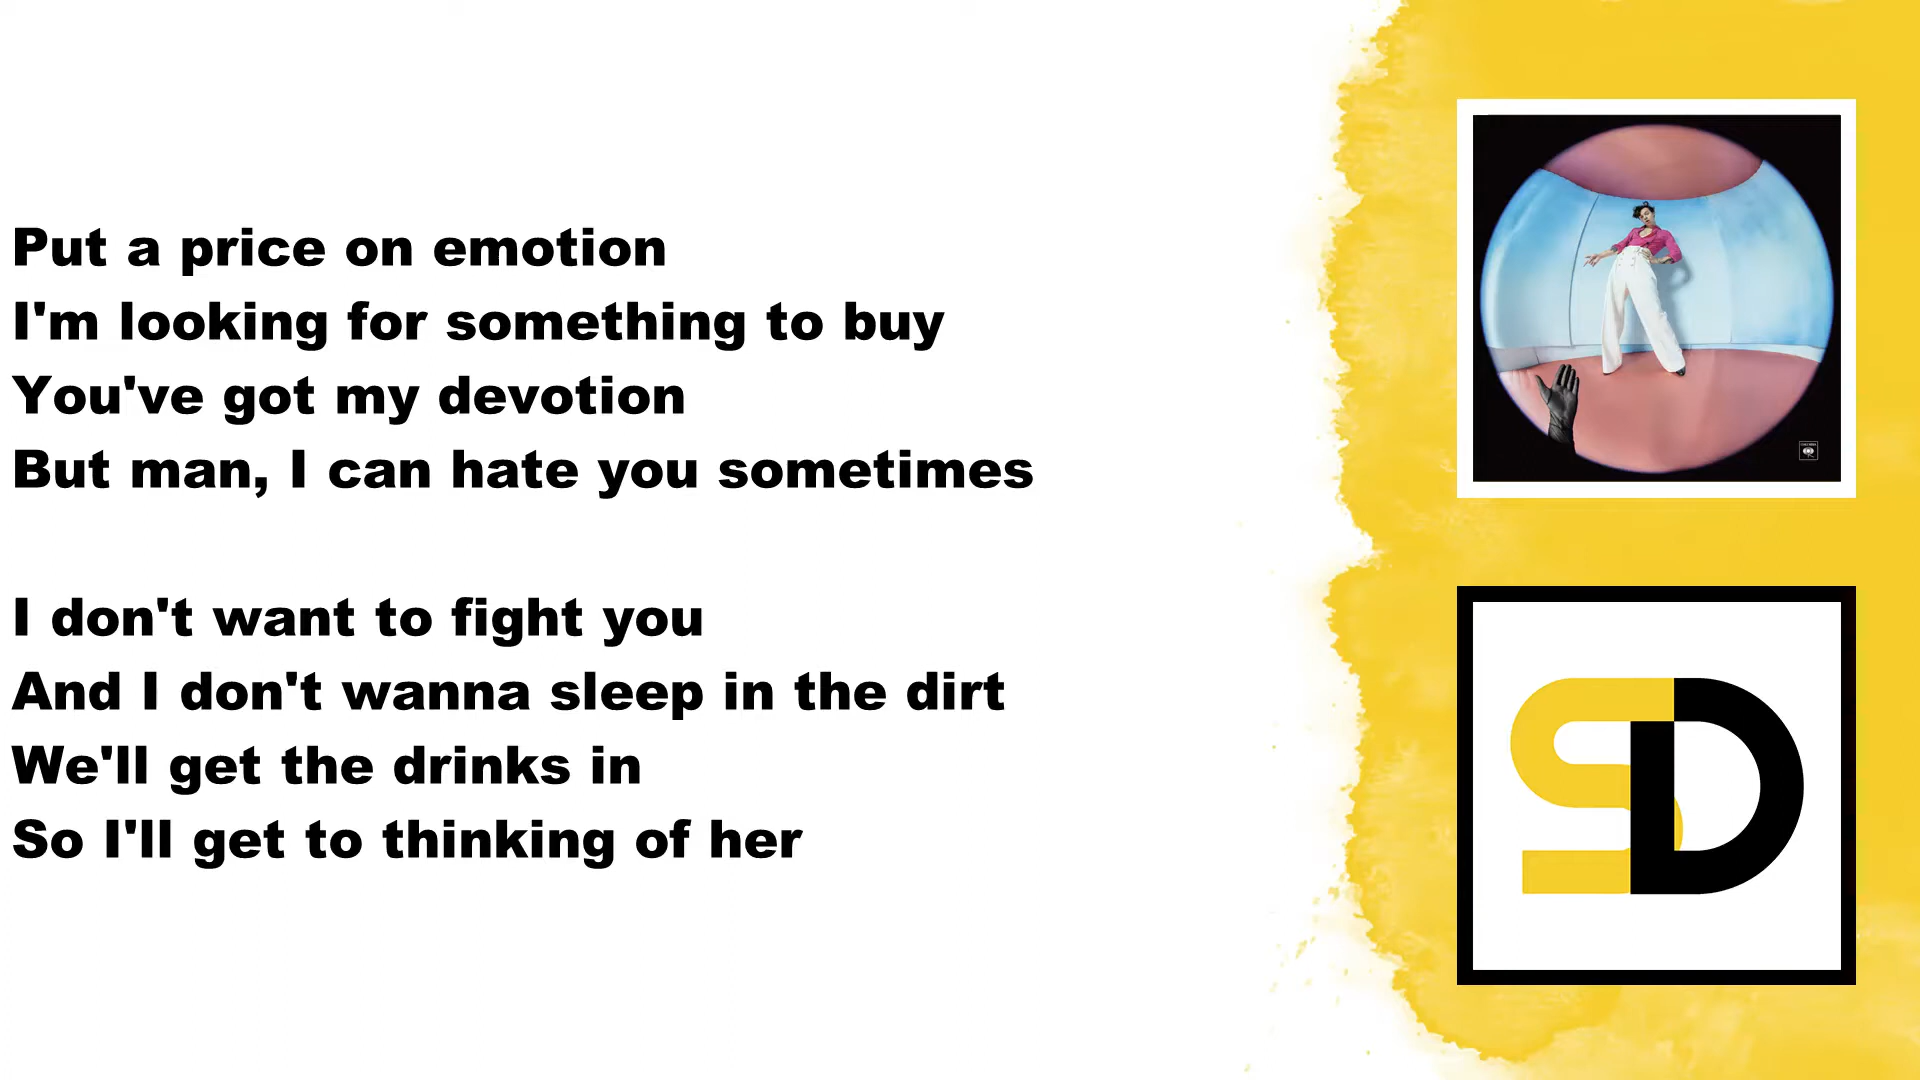 Put a price on emotion
I'm looking for something to buy
You've got my devotion
But man, I can hate you sometimes
I don't want to fight you
And I don't wanna sleep in the dirt
We'll get the drinks in
So I'll get to thinking of her
SD